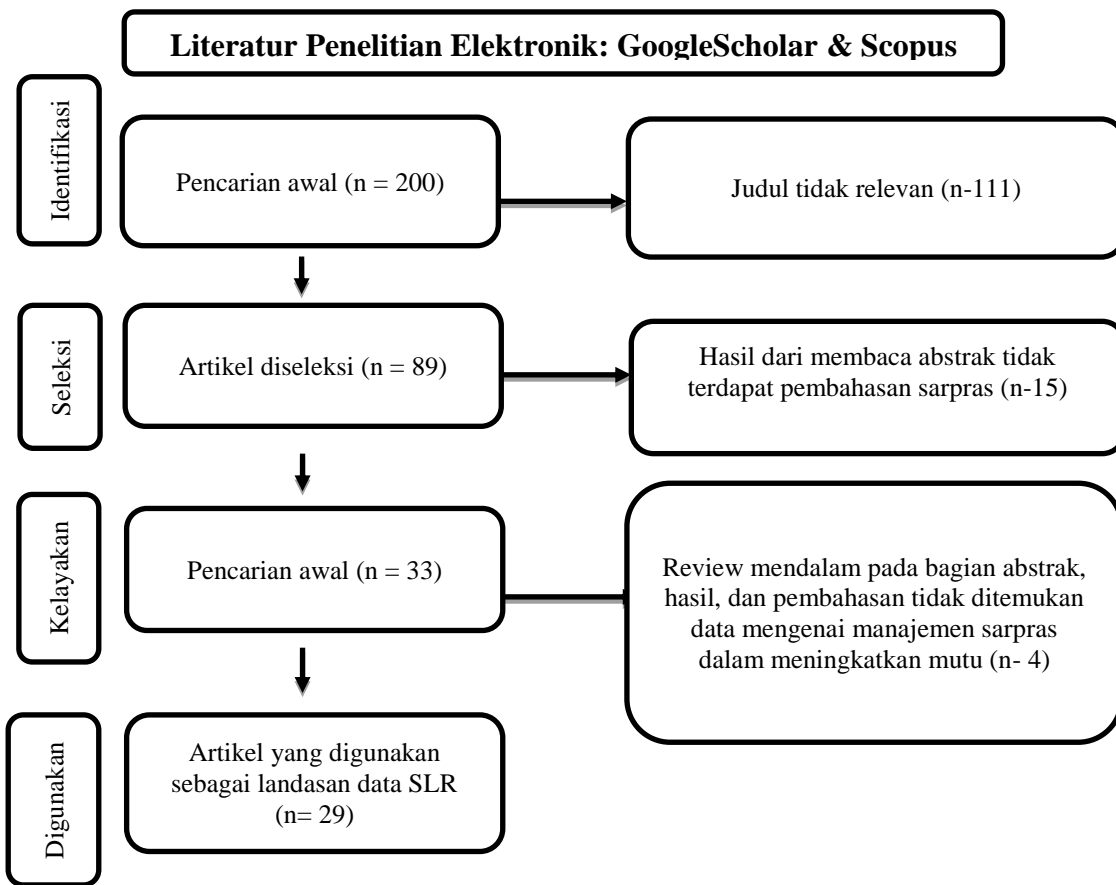 Literatur Penelitian Elektronik: GoogleScholar & Scopus
Identifikasi
Pencarian awal (n = 200)
Judul tidak relevan (n-111)
Seleksi
Artikel diseleksi (n = 89)
Hasil dari membaca abstrak tidak
terdapat pembahasan sarpras (n-15)
Kelayakan
Pencarian awal (n = 33)
Review mendalam pada bagian abstrak,
hasil, dan pembahasan tidak ditemukan
data mengenai manajemen sarpras
dalam meningkatkan mutu (n- 4)
Digunakan
Artikel yang digunakan
sebagai landasan data SLR
(n= 29)